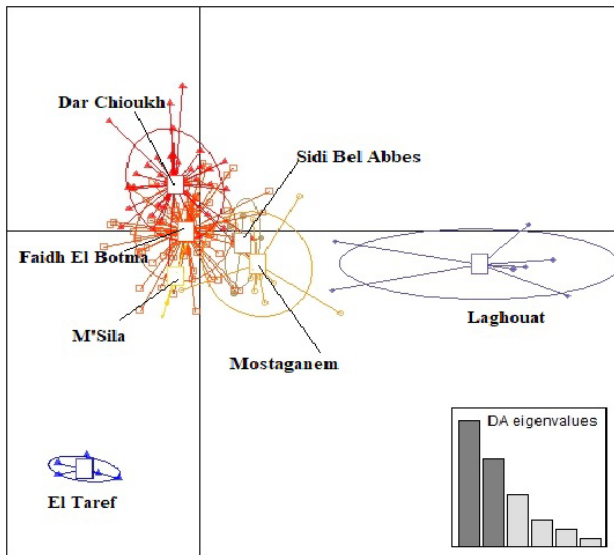 Dar Chioukh
Sidi Bel Abbes
Faidh El Botma
Laghouat
M'Sila
Mostaganem
DA eigenvalues
El Taref